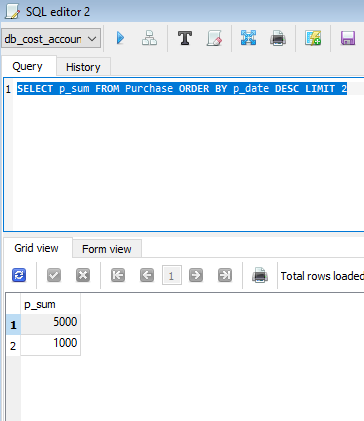 SQL editor 2
db_cost_accoun
Query
History
1
SELECT p_sum FROM Purchase ORDER BY p_date DESC LIMIT 2
Grid view
Form view
1
Total rows loaded
p_sum
1 5000
2 1000